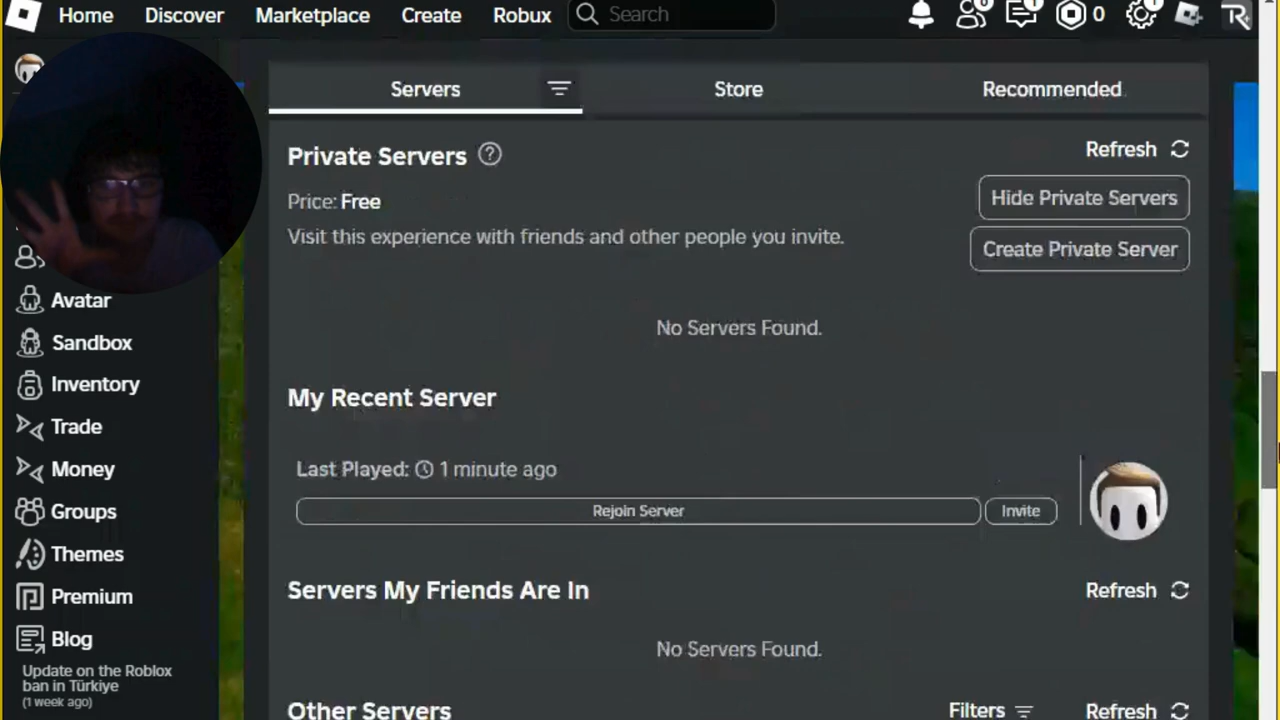 Home Discover Marketplace Create Robux Search 0
Servers Store Recommended
Private Servers
Refresh
Price: Free
Hide Private Servers
Visit this experience with friends and other people you invite.
Create Private Server
No Servers Found.
My Recent Server
Last Played: 1 minute ago
Rejoin Server Invite
Servers My Friends Are In
Refresh
No Servers Found.
Other Servers Filters Refresh
Avatar
Sandbox
Inventory
Trade
Money
Groups
Themes
Premium
Blog
Update on the Roblox
ban in Türkiye
(1 week ago)